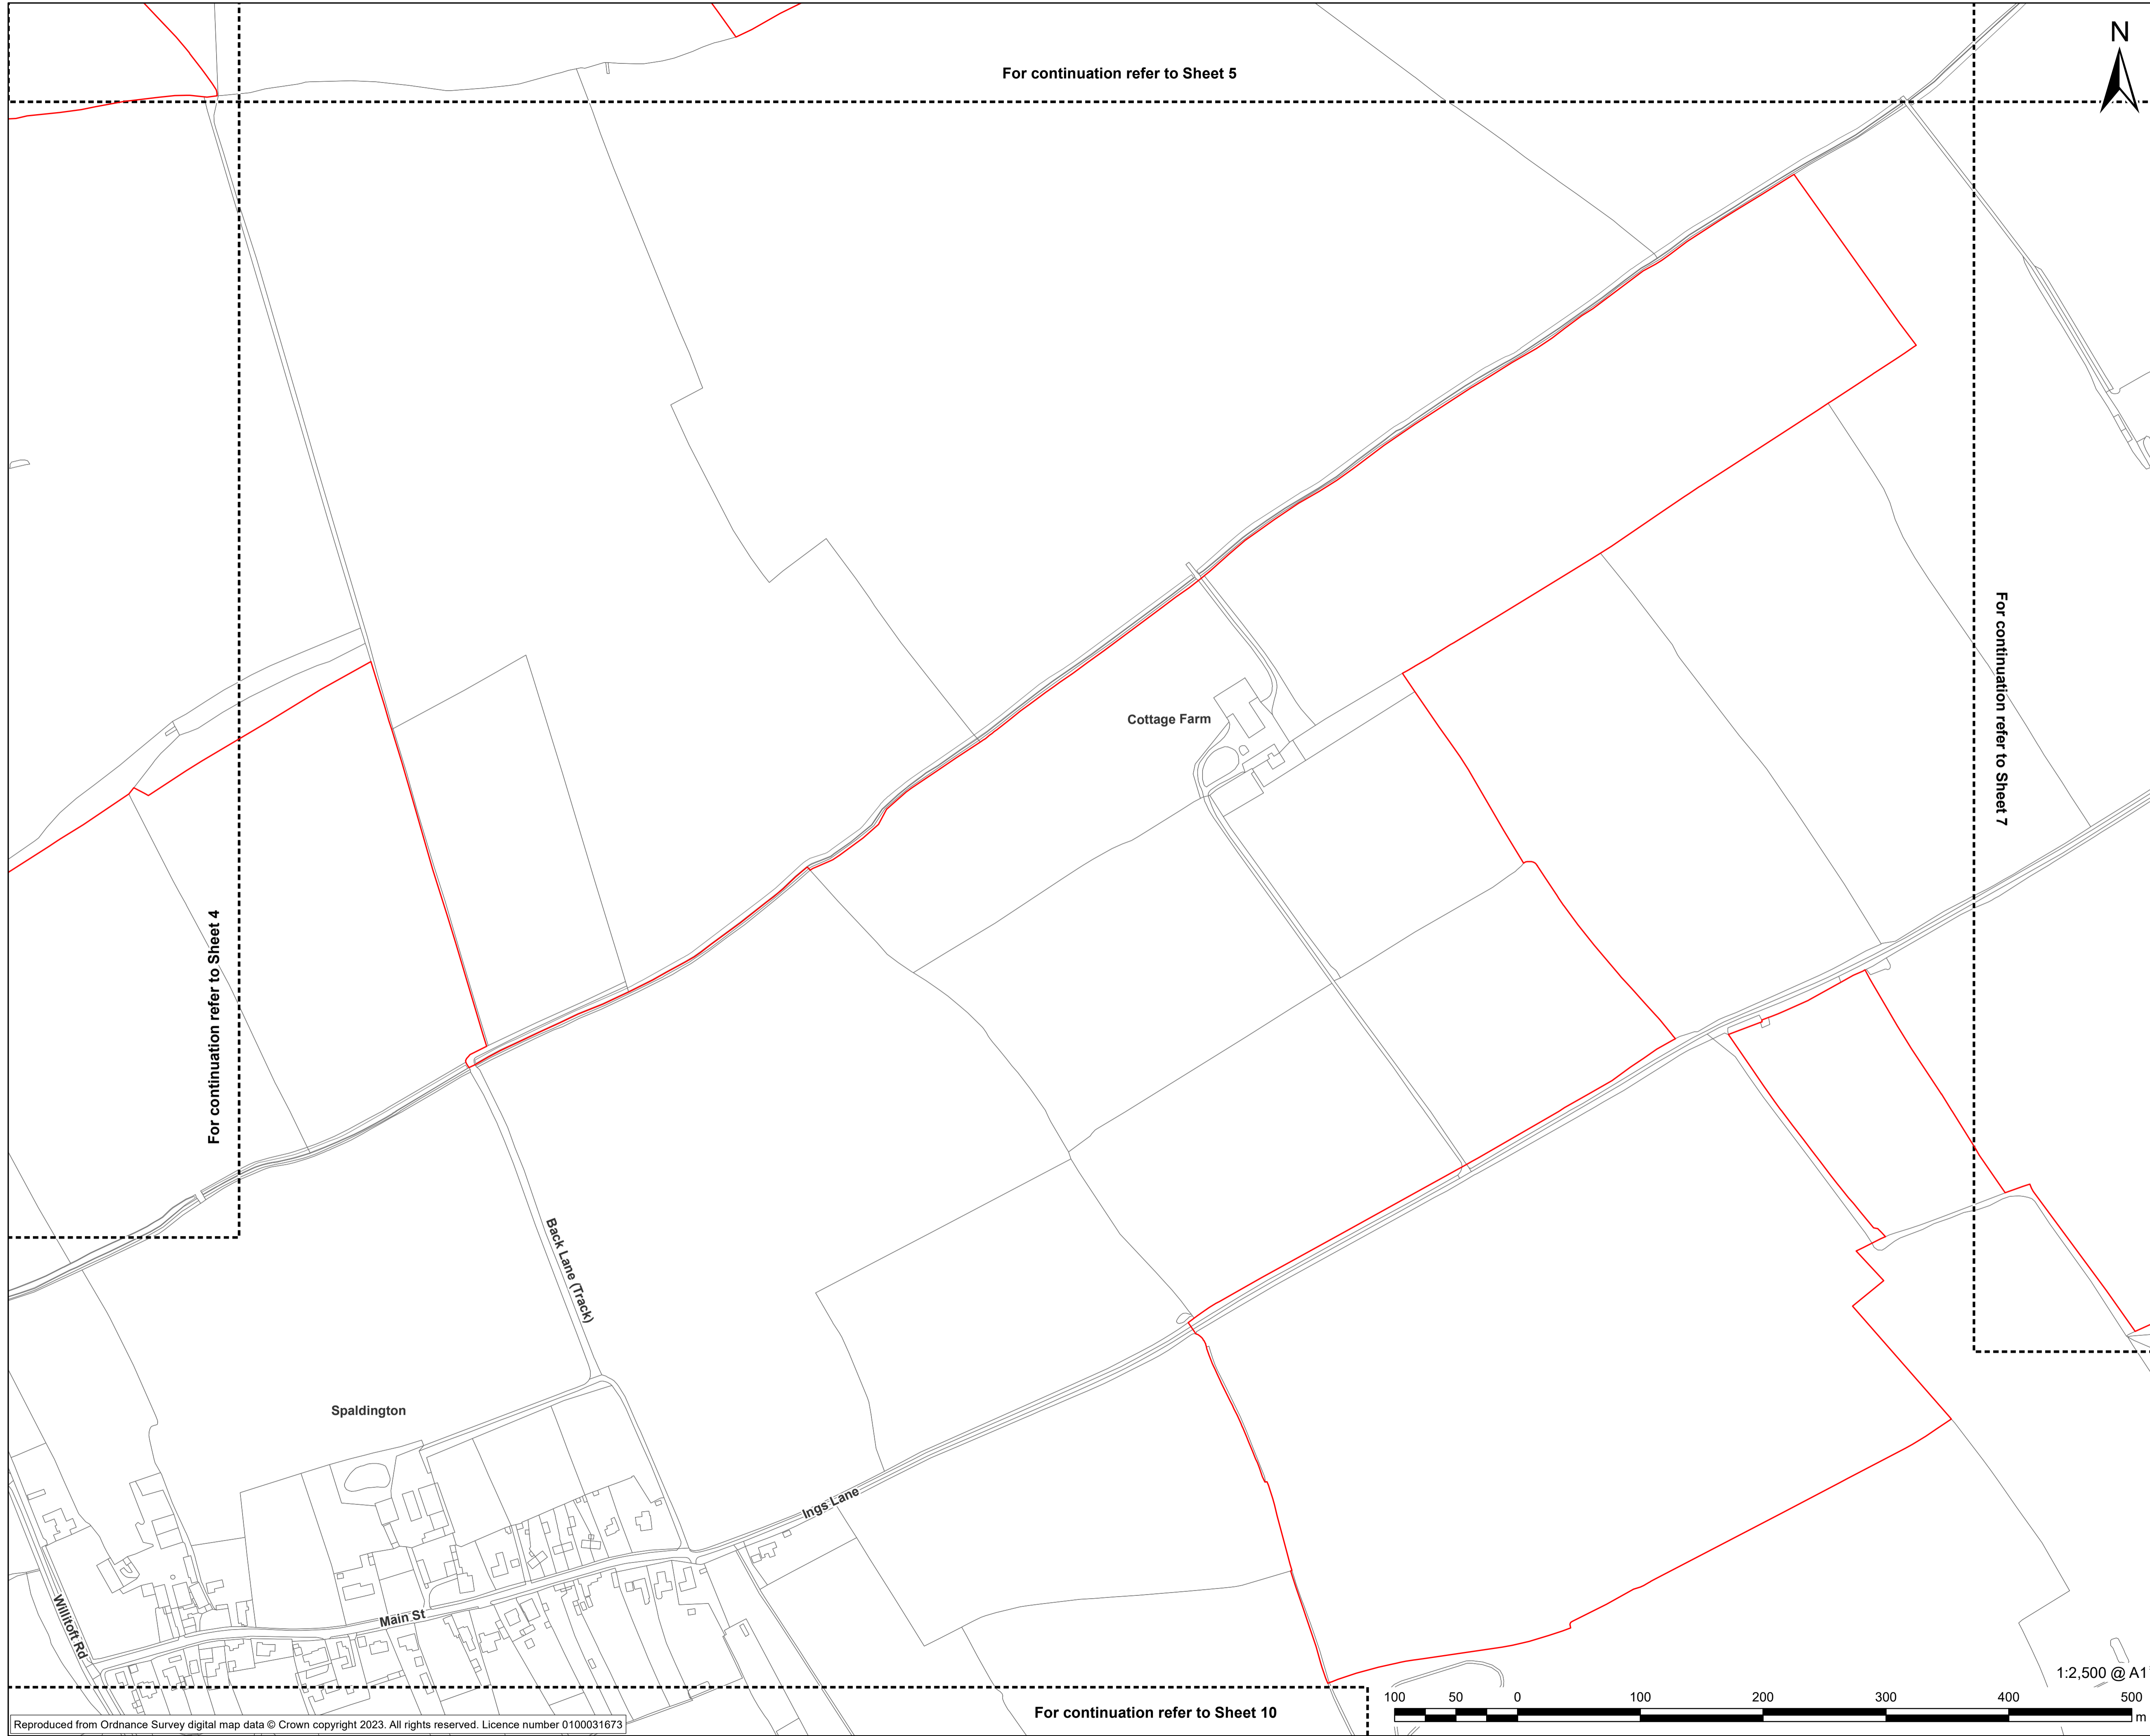 N
For continuation refer to Sheet 5
For continuation refer to Sheet 7
Cottage Farm
For continuation refer to Sheet 4
Back Lane (Track)
Spaldington
Ings Lane
Willitoft Rd
Main St
1:2,500 @ A1
100 50 0 100 200 300 400 500
m
For continuation refer to Sheet 10
Reproduced from Ordnance Survey digital map data © Crown copyright 2023. All rights reserved. Licence number 0100031673